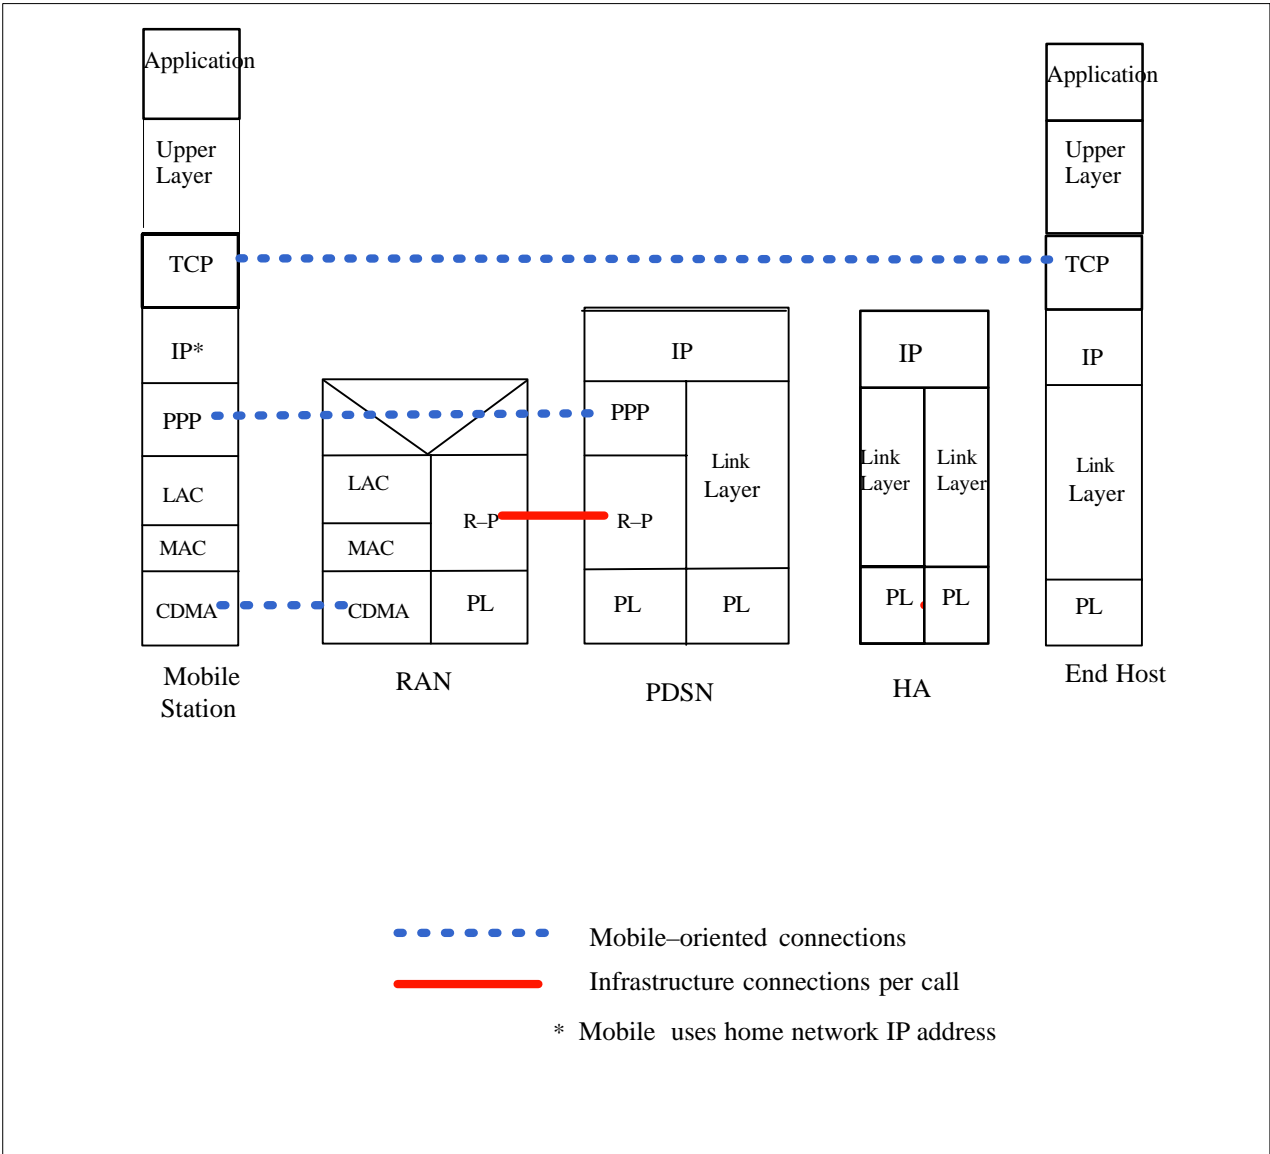 Application
Upper
Layer
TCP
IP*
PPP
LAC
MAC
CDMA
Mobile
Station
LAC
MAC
CDMA
R–P
PL
RAN
IP
PPP
R–P
PL
Link
Layer
PL
PDSN
IP
Link
Layer
PL
Link
Layer
PL
HA
Application
Upper
Layer
TCP
IP
Link
Layer
PL
End Host
Mobile–oriented connections
Infrastructure connections per call
* Mobile uses home network IP address